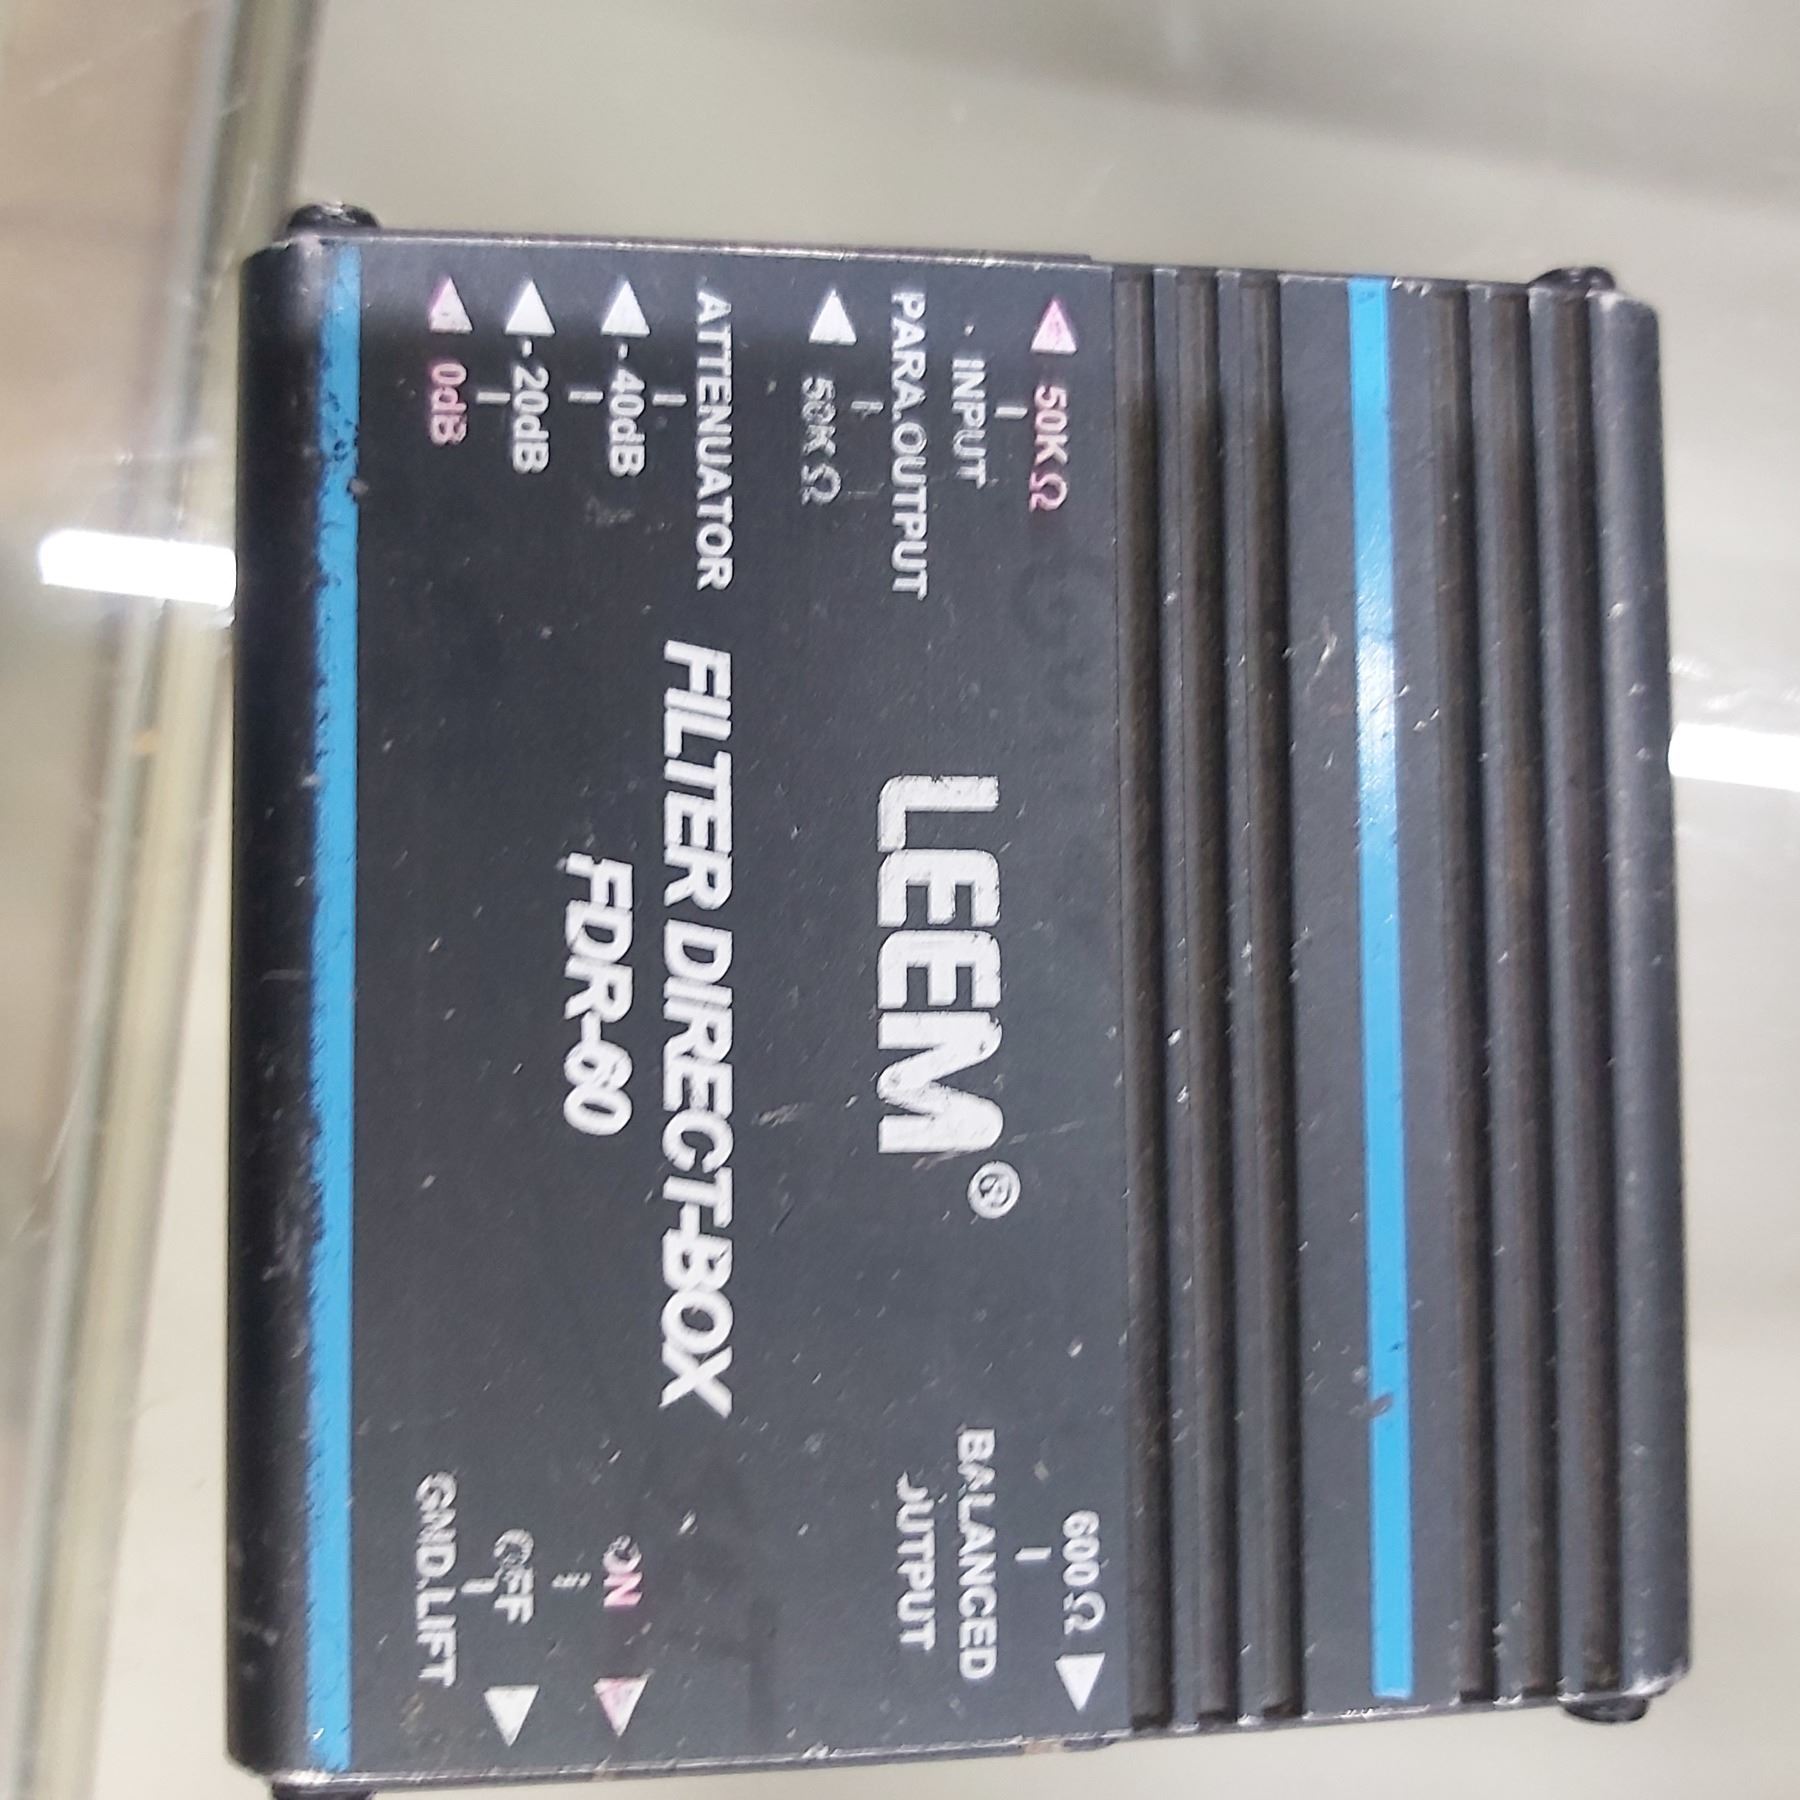 50KΩ
INPUT
PARA.OUTPUT
50KΩ
ATTENUATOR
-40dB
-20dB
0dB
LEEM®
FILTER DIRECT-BOX
FDR-60
600Ω
BALANCED
OUTPUT
ON
OFF
GND.LIFT